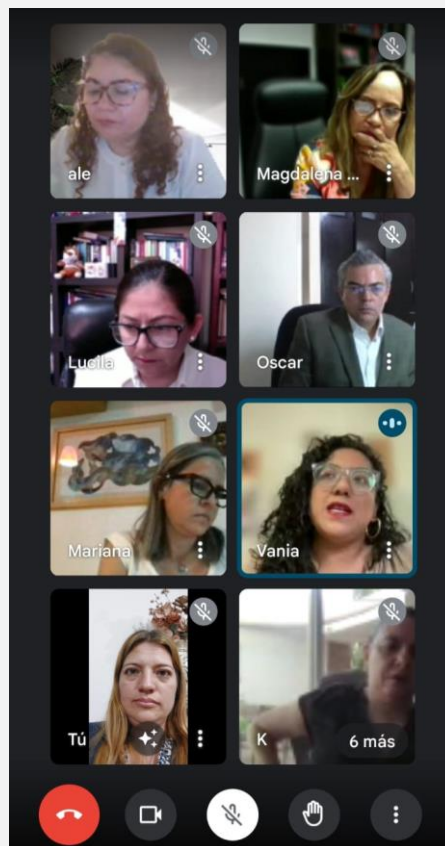 ale
Magdalena ...
Lucila
Oscar
Mariana
Vania
Tú
K
6 más